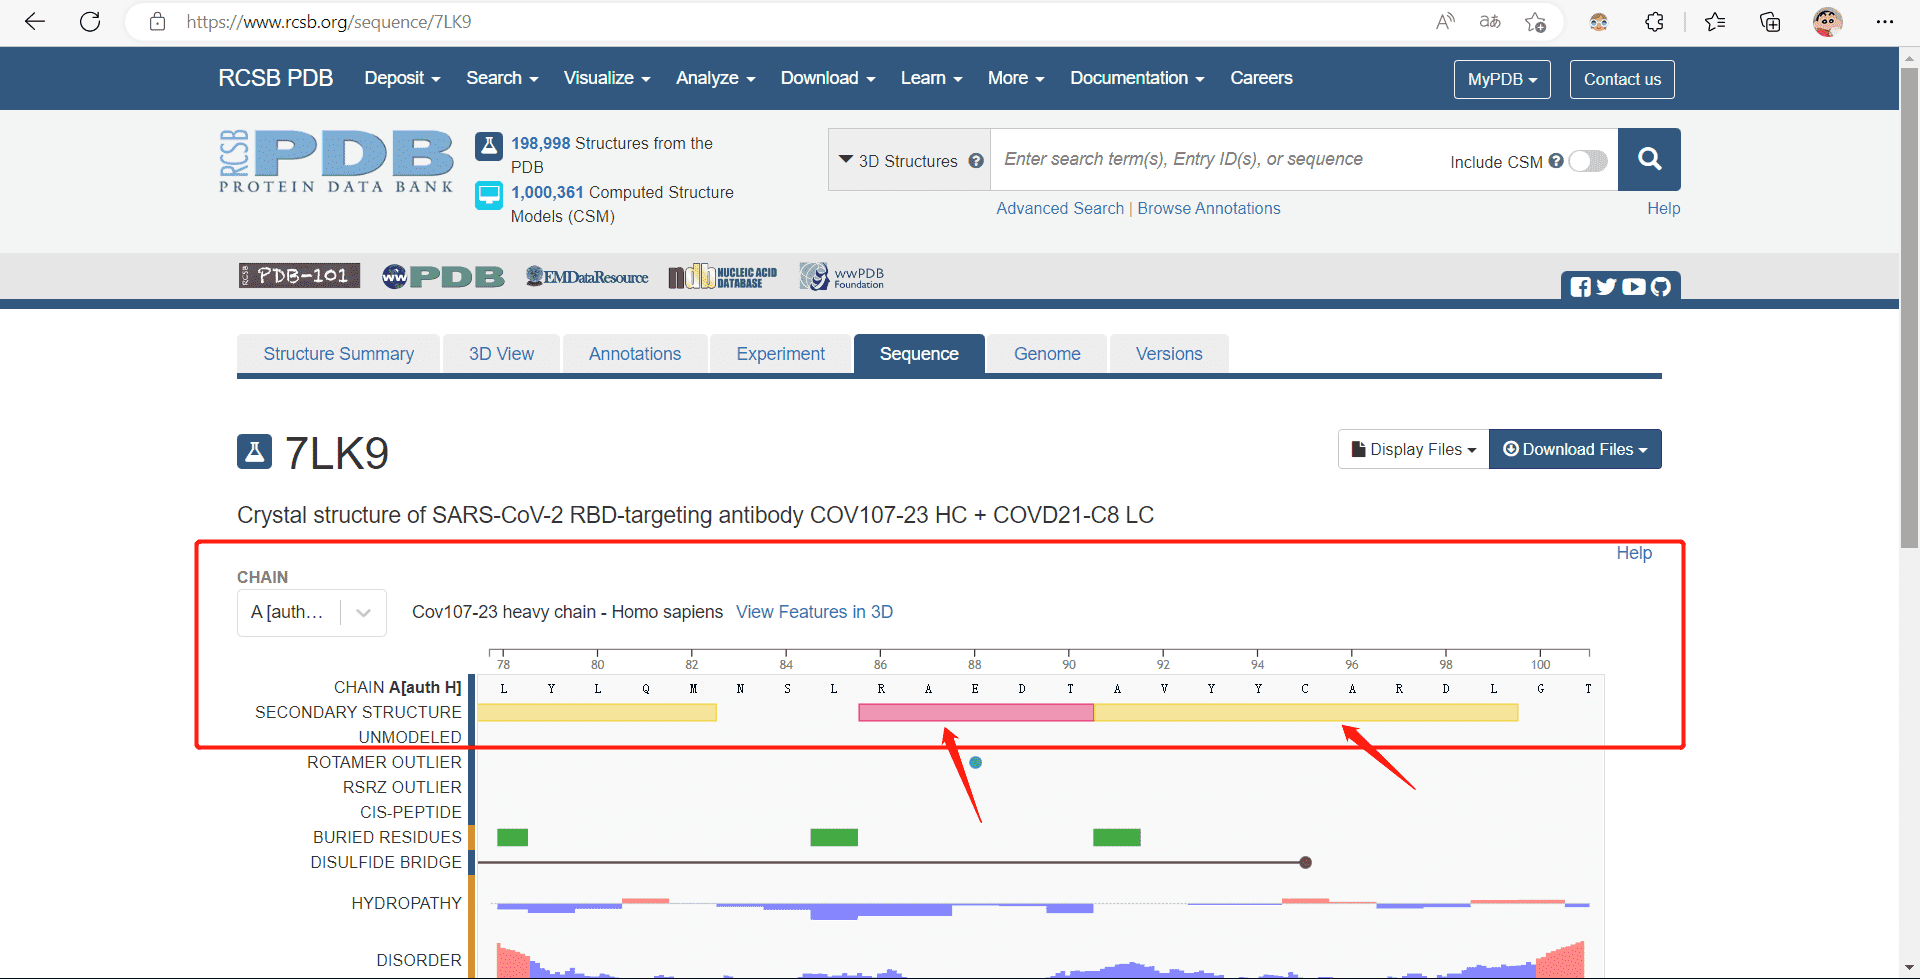 https://www.rcsb.org/sequence/7LK9
RCSB PDB Deposit Search Visualize Analyze Download Learn More Documentation Careers MyPDB Contact us
RCSB PDB
PROTEIN DATA BANK
198,998 Structures from the
PDB
1,000,361 Computed Structure
Models (CSM)
3D Structures Enter search term(s), Entry ID(s), or sequence Include CSM
Advanced Search | Browse Annotations Help
RCSB PDB-101 wwPDB EMDataResource ndb NUCLEIC ACID DATABASE wwPDB Foundation
Structure Summary 3D View Annotations Experiment Sequence Genome Versions
7LK9 Display Files Download Files
Crystal structure of SARS-CoV-2 RBD-targeting antibody COV107-23 HC + COVD21-C8 LC
Help
CHAIN
A [auth... Cov107-23 heavy chain - Homo sapiens View Features in 3D
78 80 82 84 86 88 90 92 94 96 98 100
CHAIN A[auth H] L Y L Q M N S L R A E D T A V Y Y C A R D L G T
SECONDARY STRUCTURE
UNMODELED
ROTAMER OUTLIER
RSRZ OUTLIER
CIS-PEPTIDE
BURIED RESIDUES
DISULFIDE BRIDGE
HYDROPATHY
DISORDER